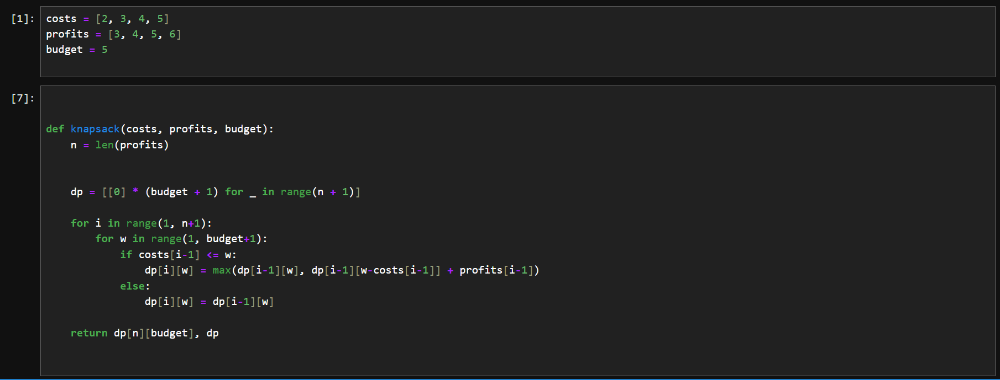 [1]: costs = [2, 3, 4, 5]
profits = [3, 4, 5, 6]
budget = 5
[7]:
def knapsack(costs, profits, budget):
    n = len(profits)
    dp = [[0] * (budget + 1) for _ in range(n + 1)]
    for i in range(1, n+1):
        for w in range(1, budget+1):
            if costs[i-1] <= w:
                dp[i][w] = max(dp[i-1][w], dp[i-1][w-costs[i-1]] + profits[i-1])
            else:
                dp[i][w] = dp[i-1][w]
    return dp[n][budget], dp